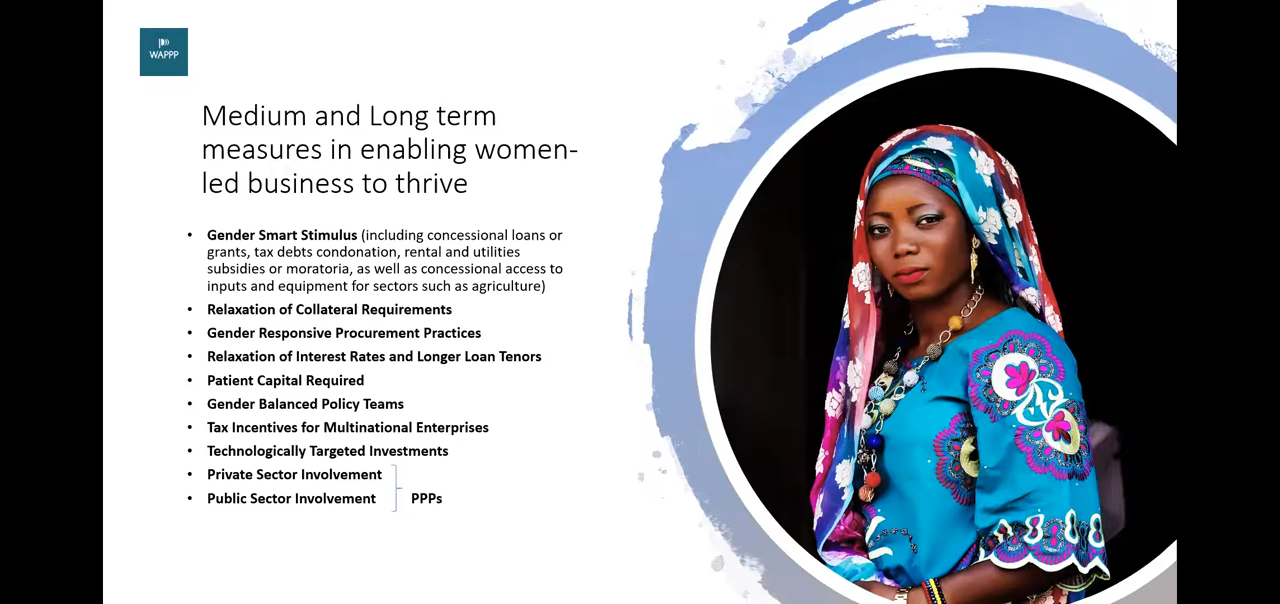 WAPPP
Medium and Long term
measures in enabling women-
led business to thrive
• Gender Smart Stimulus (including concessional loans or
grants, tax debts condonation, rental and utilities
subsidies or moratoria, as well as concessional access to
inputs and equipment for sectors such as agriculture)
• Relaxation of Collateral Requirements
• Gender Responsive Procurement Practices
• Relaxation of Interest Rates and Longer Loan Tenors
• Patient Capital Required
• Gender Balanced Policy Teams
• Tax Incentives for Multinational Enterprises
• Technologically Targeted Investments
• Private Sector Involvement
• Public Sector Involvement
PPPs